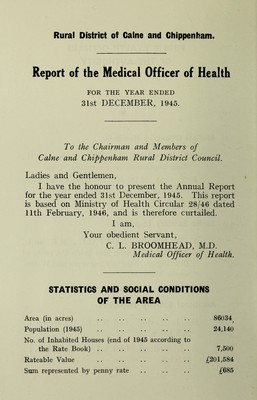 Rural District of Calne and Chippenham.
Report of the Medical Officer of Health
FOR THE YEAR ENDED
31st DECEMBER, 1945.
To the Chairman and Members of
Calne and Chippenham Rural District Council.
Ladies and Gentlemen,
I have the honour to present the Annual Report
for the year ended 31st December, 1945. This report
is based on Ministry of Health Circular 28/46 dated
11th February, 1946, and is therefore curtailed.
I am,
Your obedient Servant,
C. L. BROOMHEAD, M.D.
Medical Officer of Health.
STATISTICS AND SOCIAL CONDITIONS
OF THE AREA
Area (in acres) .. .. .. .. .. 86034
Population (1945) .. .. .. .. .. 24,140
No. of Inhabited Houses (end of 1945 according to
the Rate Book) .. .. .. .. .. 7,500
Rateable Value .. .. .. .. .. £201,584
Sum represented by penny rate .. .. .. £685